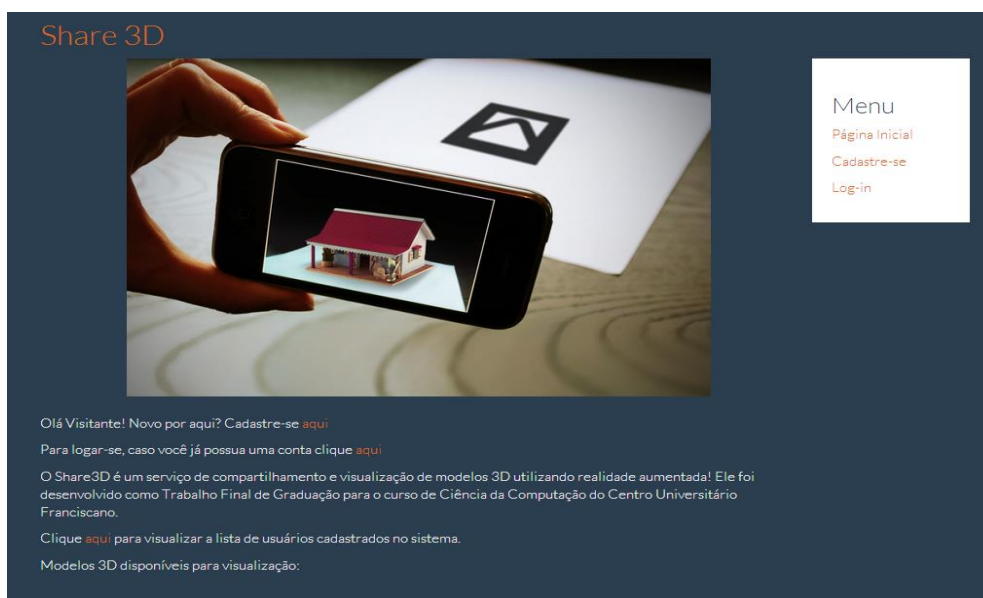 Share 3D
Menu
Página Inicial
Cadastre-se
Log-in
Olá Visitante! Novo por aqui? Cadastre-se aqui
Para logar-se, caso você já possua uma conta clique aqui
O Share3D é um serviço de compartilhamento e visualização de modelos 3D utilizando realidade aumentada! Ele foi
desenvolvido como Trabalho Final de Graduação para o curso de Ciência da Computação do Centro Universitário
Franciscano.
Clique aqui para visualizar a lista de usuários cadastrados no sistema.
Modelos 3D disponíveis para visualização: